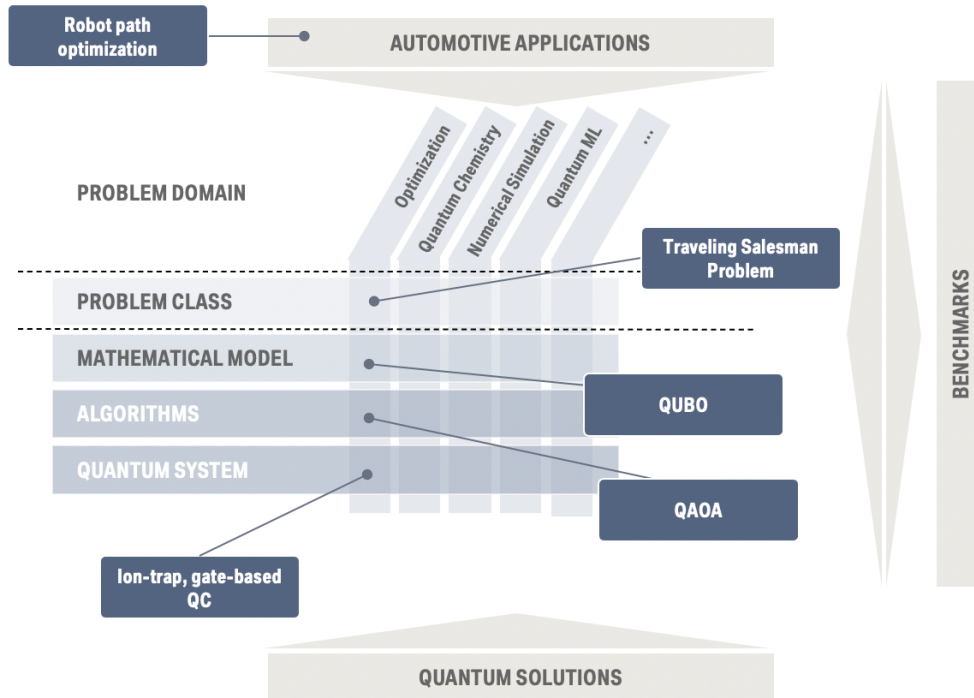 Robot path
optimization
AUTOMOTIVE APPLICATIONS
Optimization
Quantum Chemistry
Numerical Simulation
Quantum ML
...
PROBLEM DOMAIN
Traveling Salesman
Problem
PROBLEM CLASS
MATHEMATICAL MODEL
QUBO
ALGORITHMS
QUANTUM SYSTEM
QAOA
Ion-trap, gate-based
QC
BENCHMARKS
QUANTUM SOLUTIONS